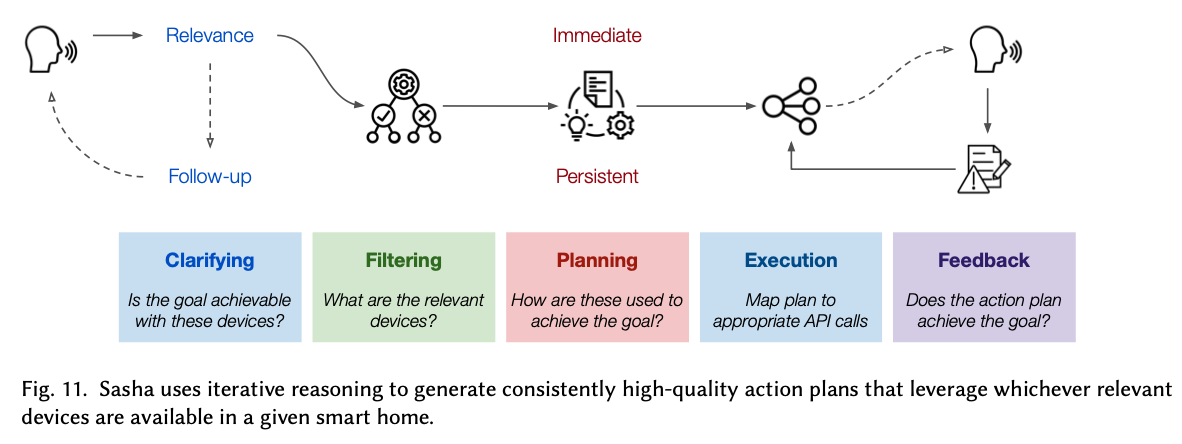 Relevance
Immediate
Follow-up
Persistent
Clarifying
Is the goal achievable
with these devices?
Filtering
What are the relevant
devices?
Planning
How are these used to
achieve the goal?
Execution
Map plan to
appropriate API calls
Feedback
Does the action plan
achieve the goal?
Fig. 11. Sasha uses iterative reasoning to generate consistently high-quality action plans that leverage whichever relevant
devices are available in a given smart home.